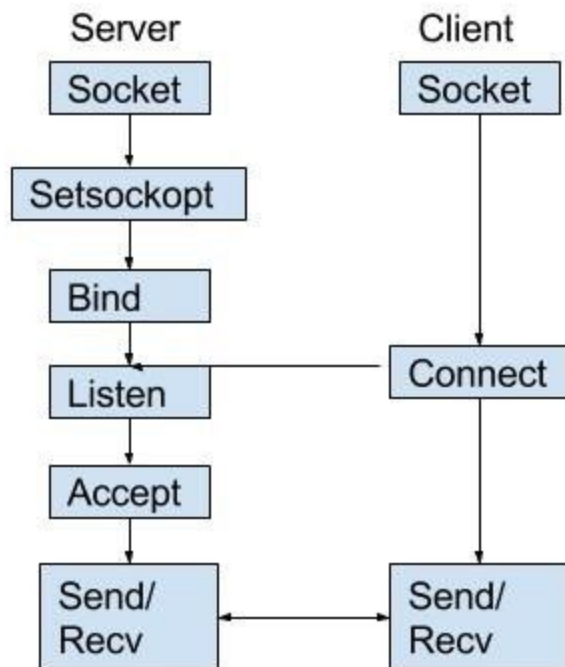 Server
Client
Socket
Socket
Setsockopt
Bind
Listen
Connect
Accept
Send/
Recv
Send/
Recv